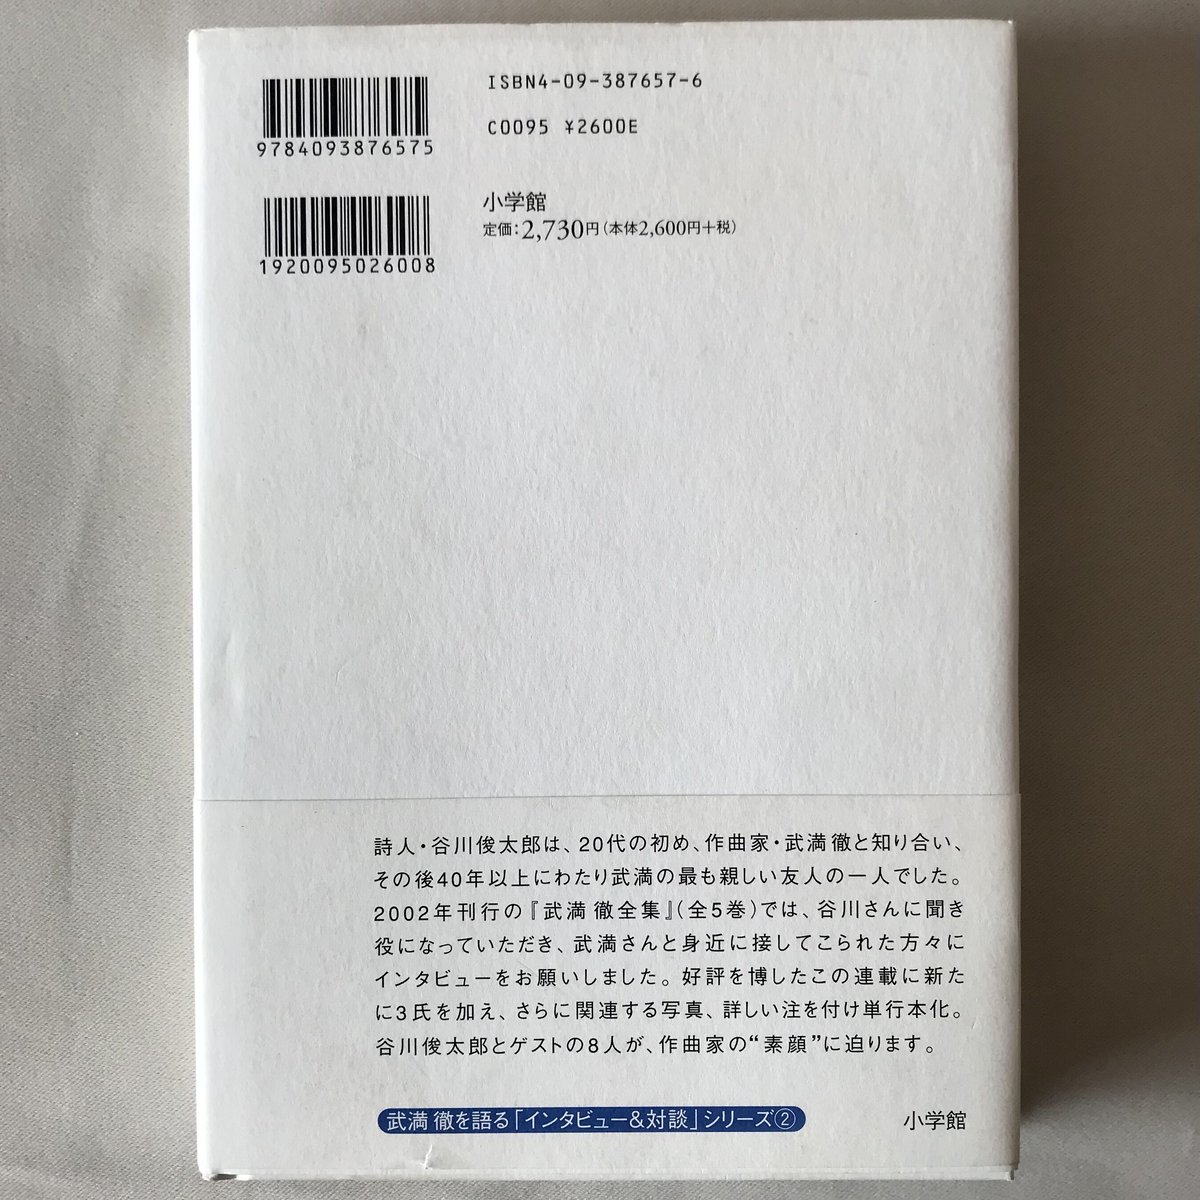 ISBN4-09-387657-6
C0095 ¥2600E
9784093876575
小学館
定価:2,730円(本体2,600円+税)
1920095026008
詩人・谷川俊太郎は、20代の初め、作曲家・武満 徹と知り合い、
その後40年以上にわたり武満の最も親しい友人の一人でした。
2002年刊行の『武満 徹全集』(全5巻)では、谷川さんに聞き
役になっていただき、武満さんと身近に接してこられた方々に
インタビューをお願いしました。好評を博したこの連載に新た
に3氏を加え、さらに関連する写真、詳しい注を付け単行本化。
谷川俊太郎とゲストの8人が、作曲家の“素顔”に迫ります。
武満 徹を語る「インタビュー&対談」シリーズ②
小学館